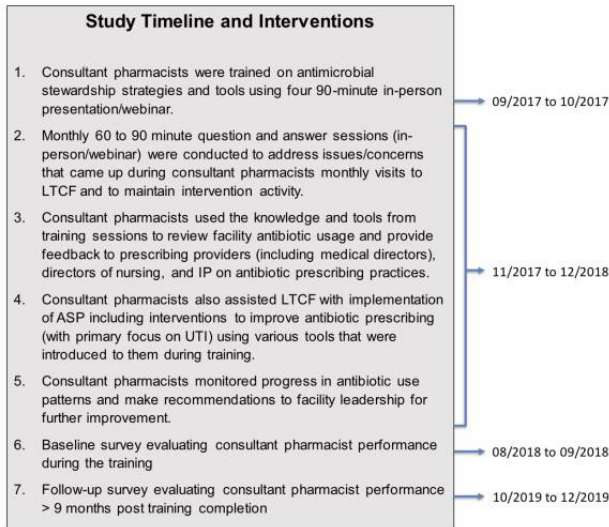 Study Timeline and Interventions
1. Consultant pharmacists were trained on antimicrobial
stewardship strategies and tools using four 90-minute in-person
presentation/webinar.
09/2017 to 10/2017
2. Monthly 60 to 90 minute question and answer sessions (in-
person/webinar) were conducted to address issues/concerns
that came up during consultant pharmacists monthly visits to
LTCF and to maintain intervention activity.
3. Consultant pharmacists used the knowledge and tools from
training sessions to review facility antibiotic usage and provide
feedback to prescribing providers (including medical directors),
directors of nursing, and IP on antibiotic prescribing practices.
11/2017 to 12/2018
4. Consultant pharmacists also assisted LTCF with implementation
of ASP including interventions to improve antibiotic prescribing
(with primary focus on UTI) using various tools that were
introduced to them during training.
5. Consultant pharmacists monitored progress in antibiotic use
patterns and make recommendations to facility leadership for
further improvement.
6. Baseline survey evaluating consultant pharmacist performance
during the training
08/2018 to 09/2018
7. Follow-up survey evaluating consultant pharmacist performance
> 9 months post training completion
10/2019 to 12/2019